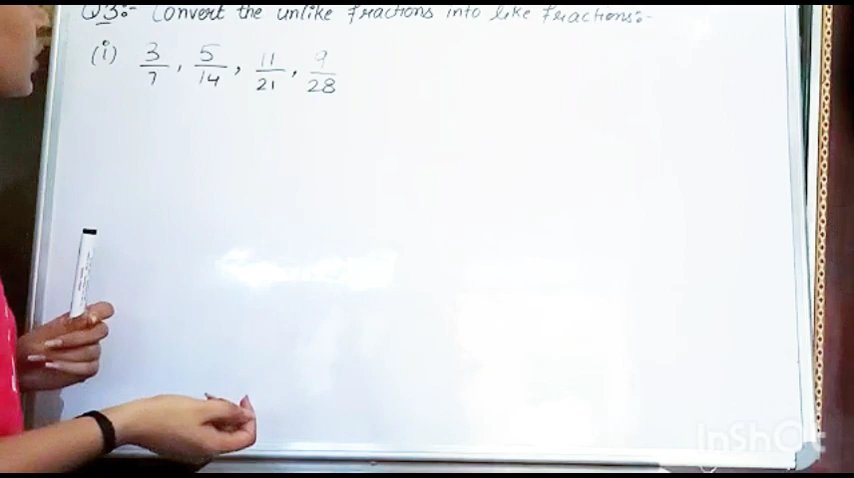 Q3:- Convert the unlike fractions into like fractions:-
(i) 3/7, 5/14, 11/21, 9/28
InShOt